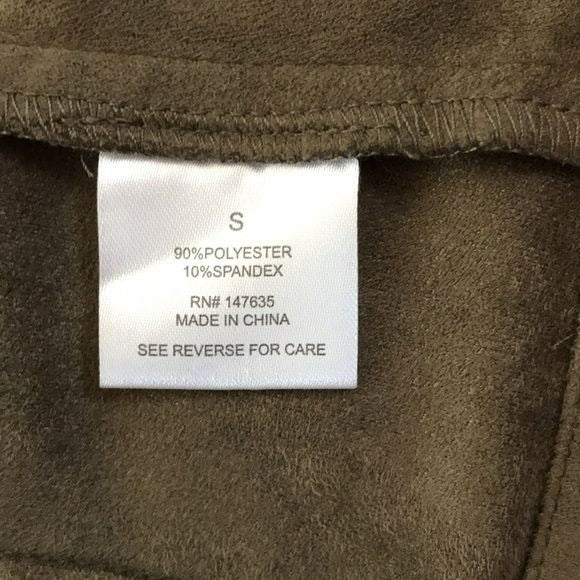 S
90%POLYESTER
10%SPANDEX
RN# 147635
MADE IN CHINA
SEE REVERSE FOR CARE